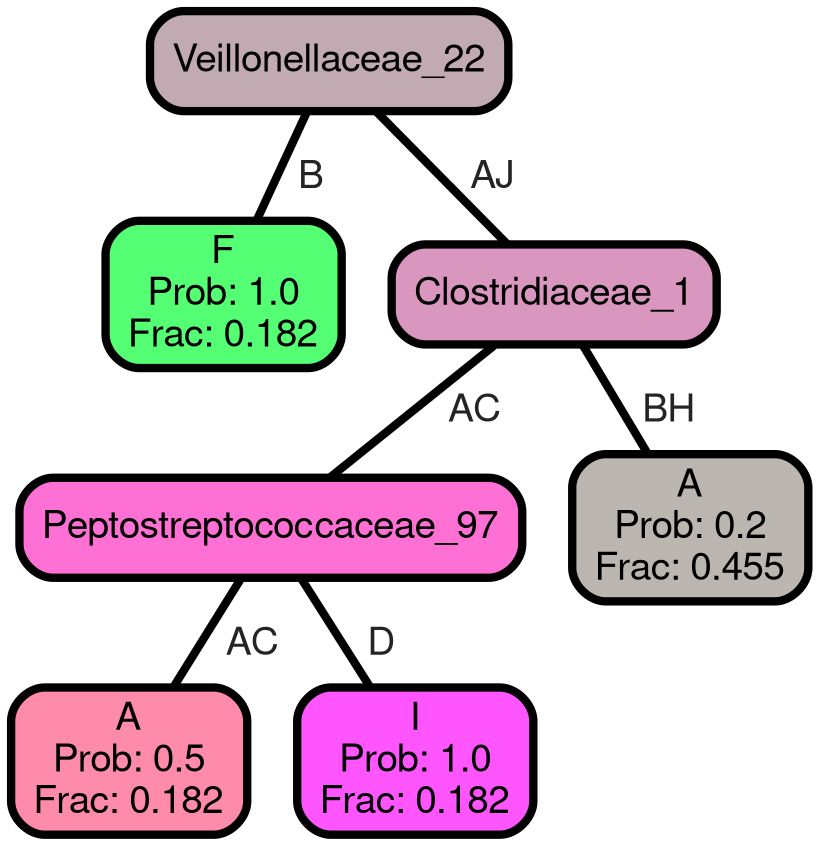 Veillonellaceae_22
B
AJ
F
Prob: 1.0
Frac: 0.182
Clostridiaceae_1
AC
BH
Peptostreptococcaceae_97
A
Prob: 0.2
Frac: 0.455
AC
D
A
Prob: 0.5
Frac: 0.182
I
Prob: 1.0
Frac: 0.182